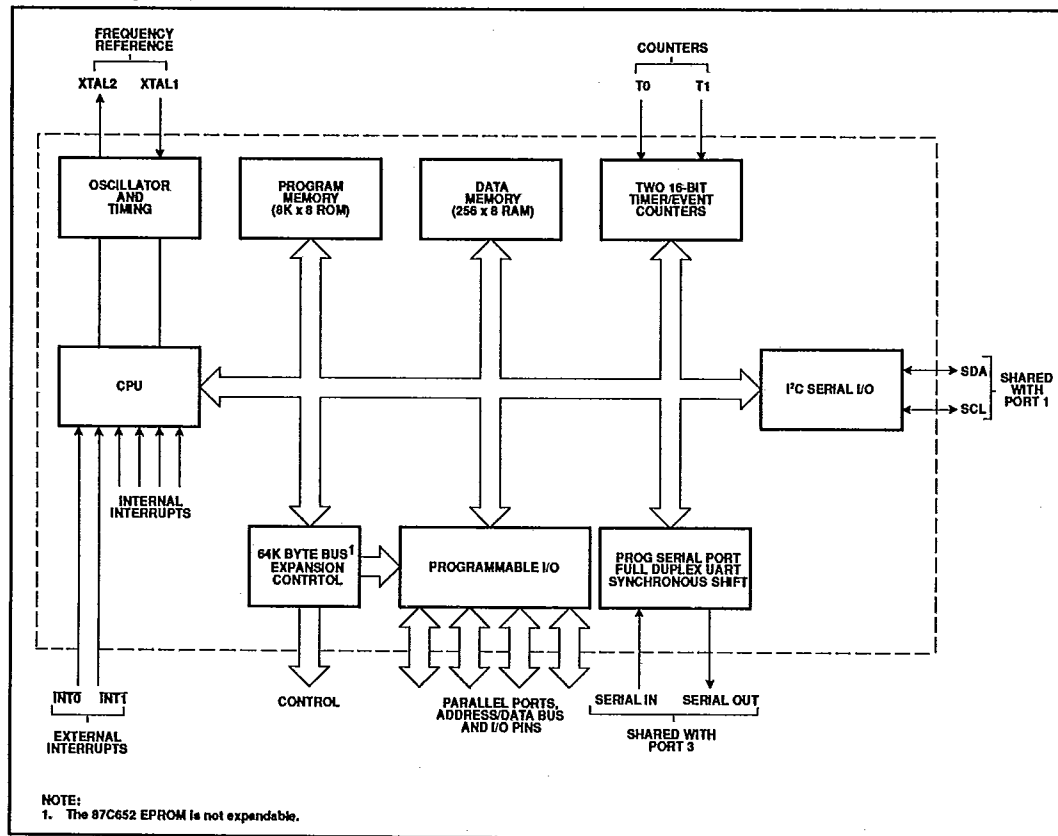 FREQUENCY
REFERENCE
XTAL2 XTAL1
COUNTERS
T0 T1
OSCILLATOR
AND
TIMING
PROGRAM
MEMORY
(8K x 8 ROM)
DATA
MEMORY
(256 x 8 RAM)
TWO 16-BIT
TIMER/EVENT
COUNTERS
CPU
I²C SERIAL I/O
SDA
SCL
SHARED
WITH
PORT 1
INTERNAL
INTERRUPTS
64K BYTE BUS¹
EXPANSION
CONTRTOL
PROGRAMMABLE I/O
PROG SERIAL PORT
FULL DUPLEX UART
SYNCHRONOUS SHIFT
INT0 INT1
EXTERNAL
INTERRUPTS
CONTROL
PARALLEL PORTS,
ADDRESS/DATA BUS
AND I/O PINS
SERIAL IN SERIAL OUT
SHARED WITH
PORT 3
NOTE:
1. The 87C652 EPROM is not expandable.